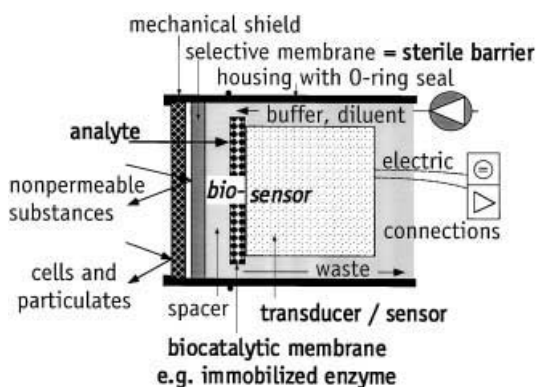 mechanical shield
selective membrane = sterile barrier
housing with O-ring seal
buffer, diluent
analyte
electric
nonpermeable
substances
bio-sensor
connections
cells and
particulates
waste
spacer
transducer / sensor
biocatalytic membrane
e.g. immobilized enzyme